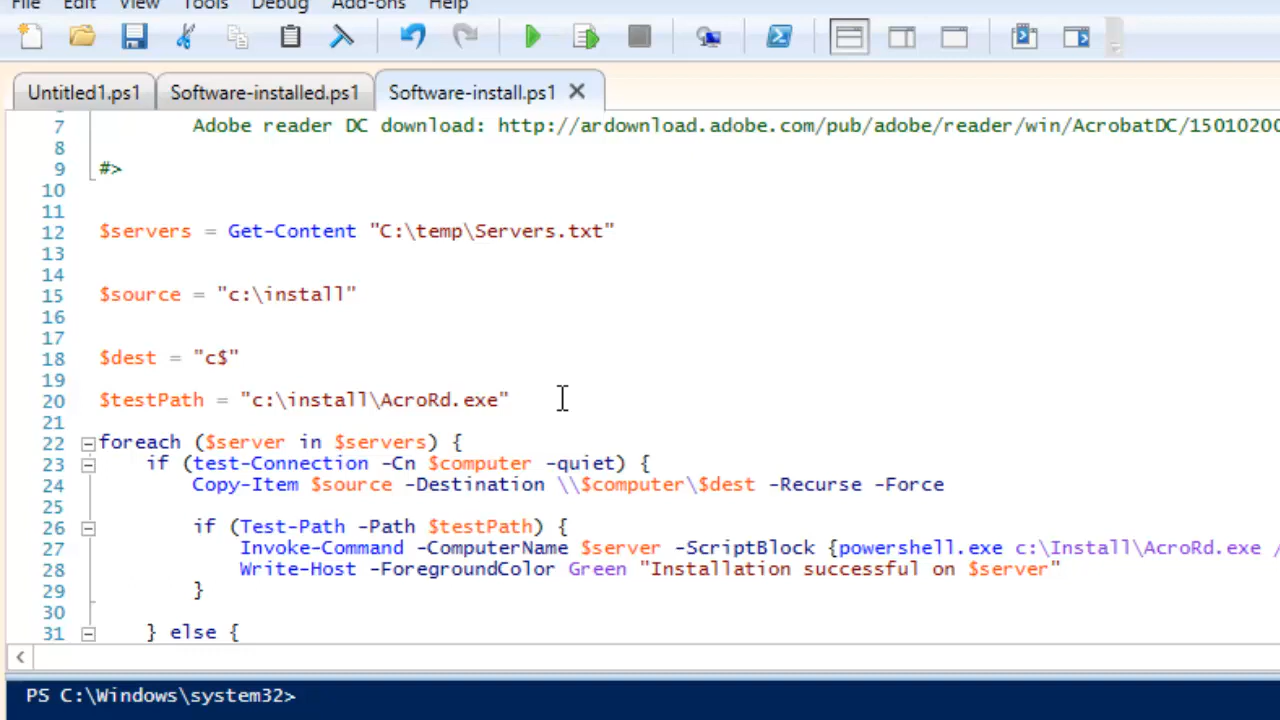 File Edit View Tools Debug Add-ons Help
Untitled1.ps1 Software-installed.ps1 Software-install.ps1
7 Adobe reader DC download: http://ardownload.adobe.com/pub/adobe/reader/win/AcrobatDC/15010200
8
9 #>
10
11
12 $servers = Get-Content "C:\temp\Servers.txt"
13
14
15 $source = "c:\install"
16
17
18 $dest = "c$"
19
20 $testPath = "c:\install\AcroRd.exe"
21
22 foreach ($server in $servers) {
23 if (test-Connection -Cn $computer -quiet) {
24 Copy-Item $source -Destination \\$computer\$dest -Recurse -Force
25
26 if (Test-Path -Path $testPath) {
27 Invoke-Command -ComputerName $server -ScriptBlock {powershell.exe c:\Install\AcroRd.exe /
28 Write-Host -ForegroundColor Green "Installation successful on $server"
29 }
30
31 } else {
PS C:\Windows\system32>